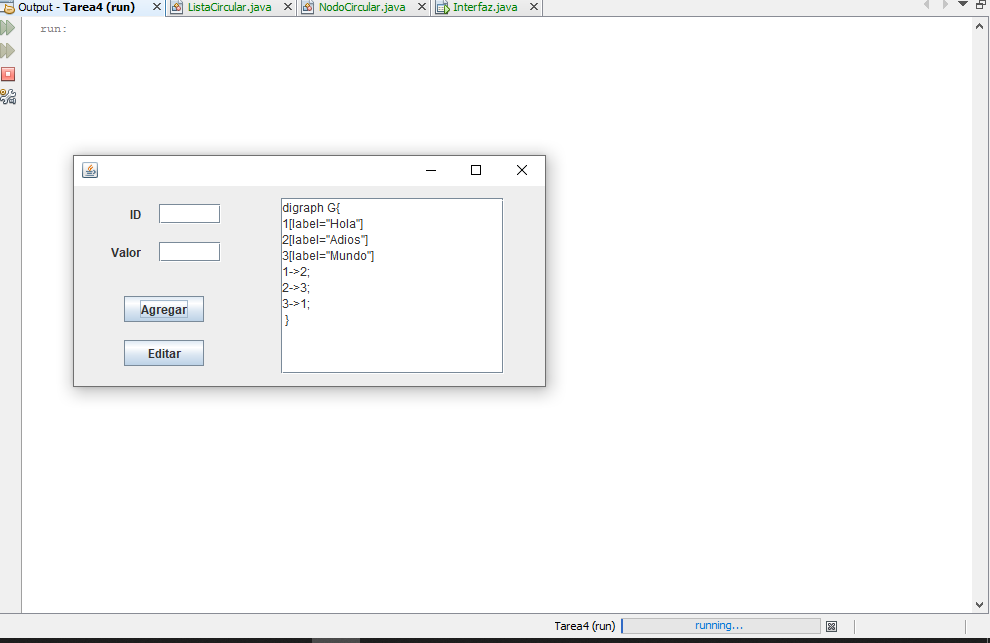 Output - Tarea4 (run) ListaCircular.java NodoCircular.java Interfaz.java
run:
ID
Valor
Agregar
Editar
digraph G{
1[label="Hola"]
2[label="Adios"]
3[label="Mundo"]
1->2;
2->3;
3->1;
}
Tarea4 (run) running...